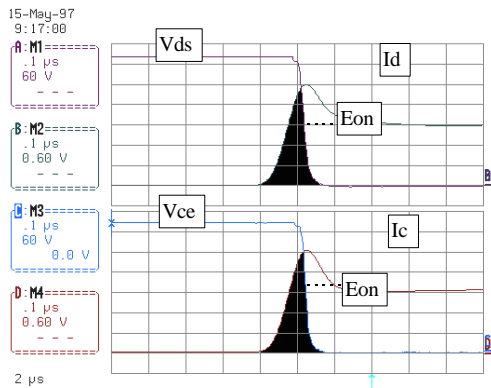 15-May-97
9:17:00
A:M1
.1 µs
60 V
- - -
B:M2
.1 µs
0.60 V
- - -
C:M3
.1 µs
60 V
0.0 V
D:M4
.1 µs
0.60 V
- - -
2 µs
Vds
Id
Eon
Vce
Ic
Eon